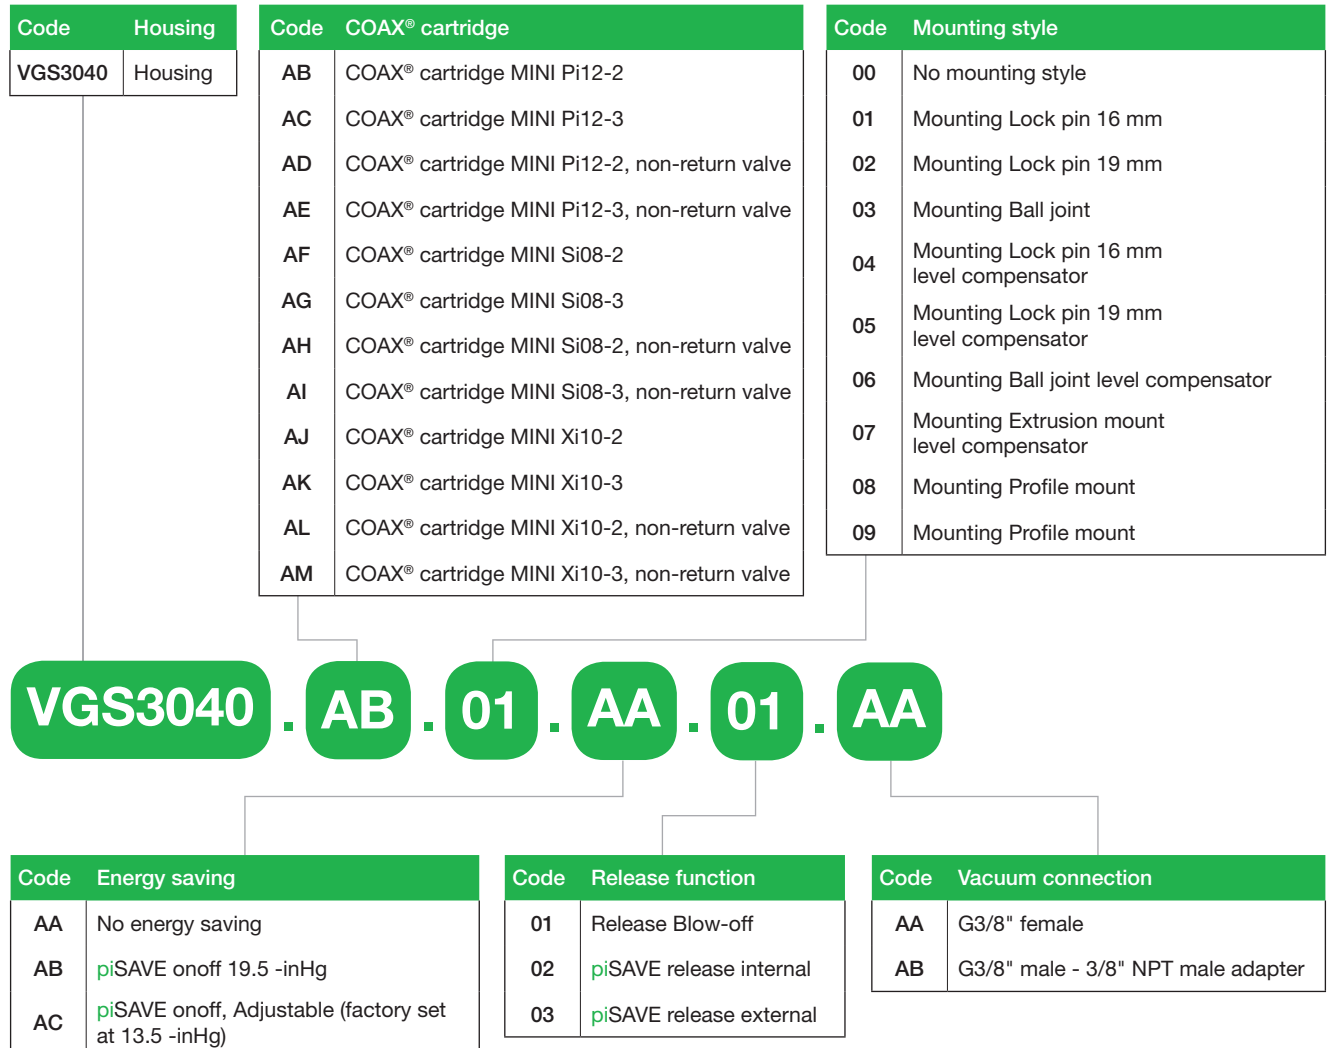 Code Housing
VGS3040 Housing
Code COAX® cartridge
AB COAX® cartridge MINI Pi12-2
AC COAX® cartridge MINI Pi12-3
AD COAX® cartridge MINI Pi12-2, non-return valve
AE COAX® cartridge MINI Pi12-3, non-return valve
AF COAX® cartridge MINI Si08-2
AG COAX® cartridge MINI Si08-3
AH COAX® cartridge MINI Si08-2, non-return valve
AI COAX® cartridge MINI Si08-3, non-return valve
AJ COAX® cartridge MINI Xi10-2
AK COAX® cartridge MINI Xi10-3
AL COAX® cartridge MINI Xi10-2, non-return valve
AM COAX® cartridge MINI Xi10-3, non-return valve
Code Mounting style
00 No mounting style
01 Mounting Lock pin 16 mm
02 Mounting Lock pin 19 mm
03 Mounting Ball joint
04 Mounting Lock pin 16 mm
level compensator
05 Mounting Lock pin 19 mm
level compensator
06 Mounting Ball joint level compensator
07 Mounting Extrusion mount
level compensator
08 Mounting Profile mount
09 Mounting Profile mount
VGS3040 . AB . 01 . AA . 01 . AA
Code Energy saving
AA No energy saving
AB piSAVE onoff 19.5 -inHg
AC piSAVE onoff, Adjustable (factory set
at 13.5 -inHg)
Code Release function
01 Release Blow-off
02 piSAVE release internal
03 piSAVE release external
Code Vacuum connection
AA G3/8" female
AB G3/8" male - 3/8" NPT male adapter